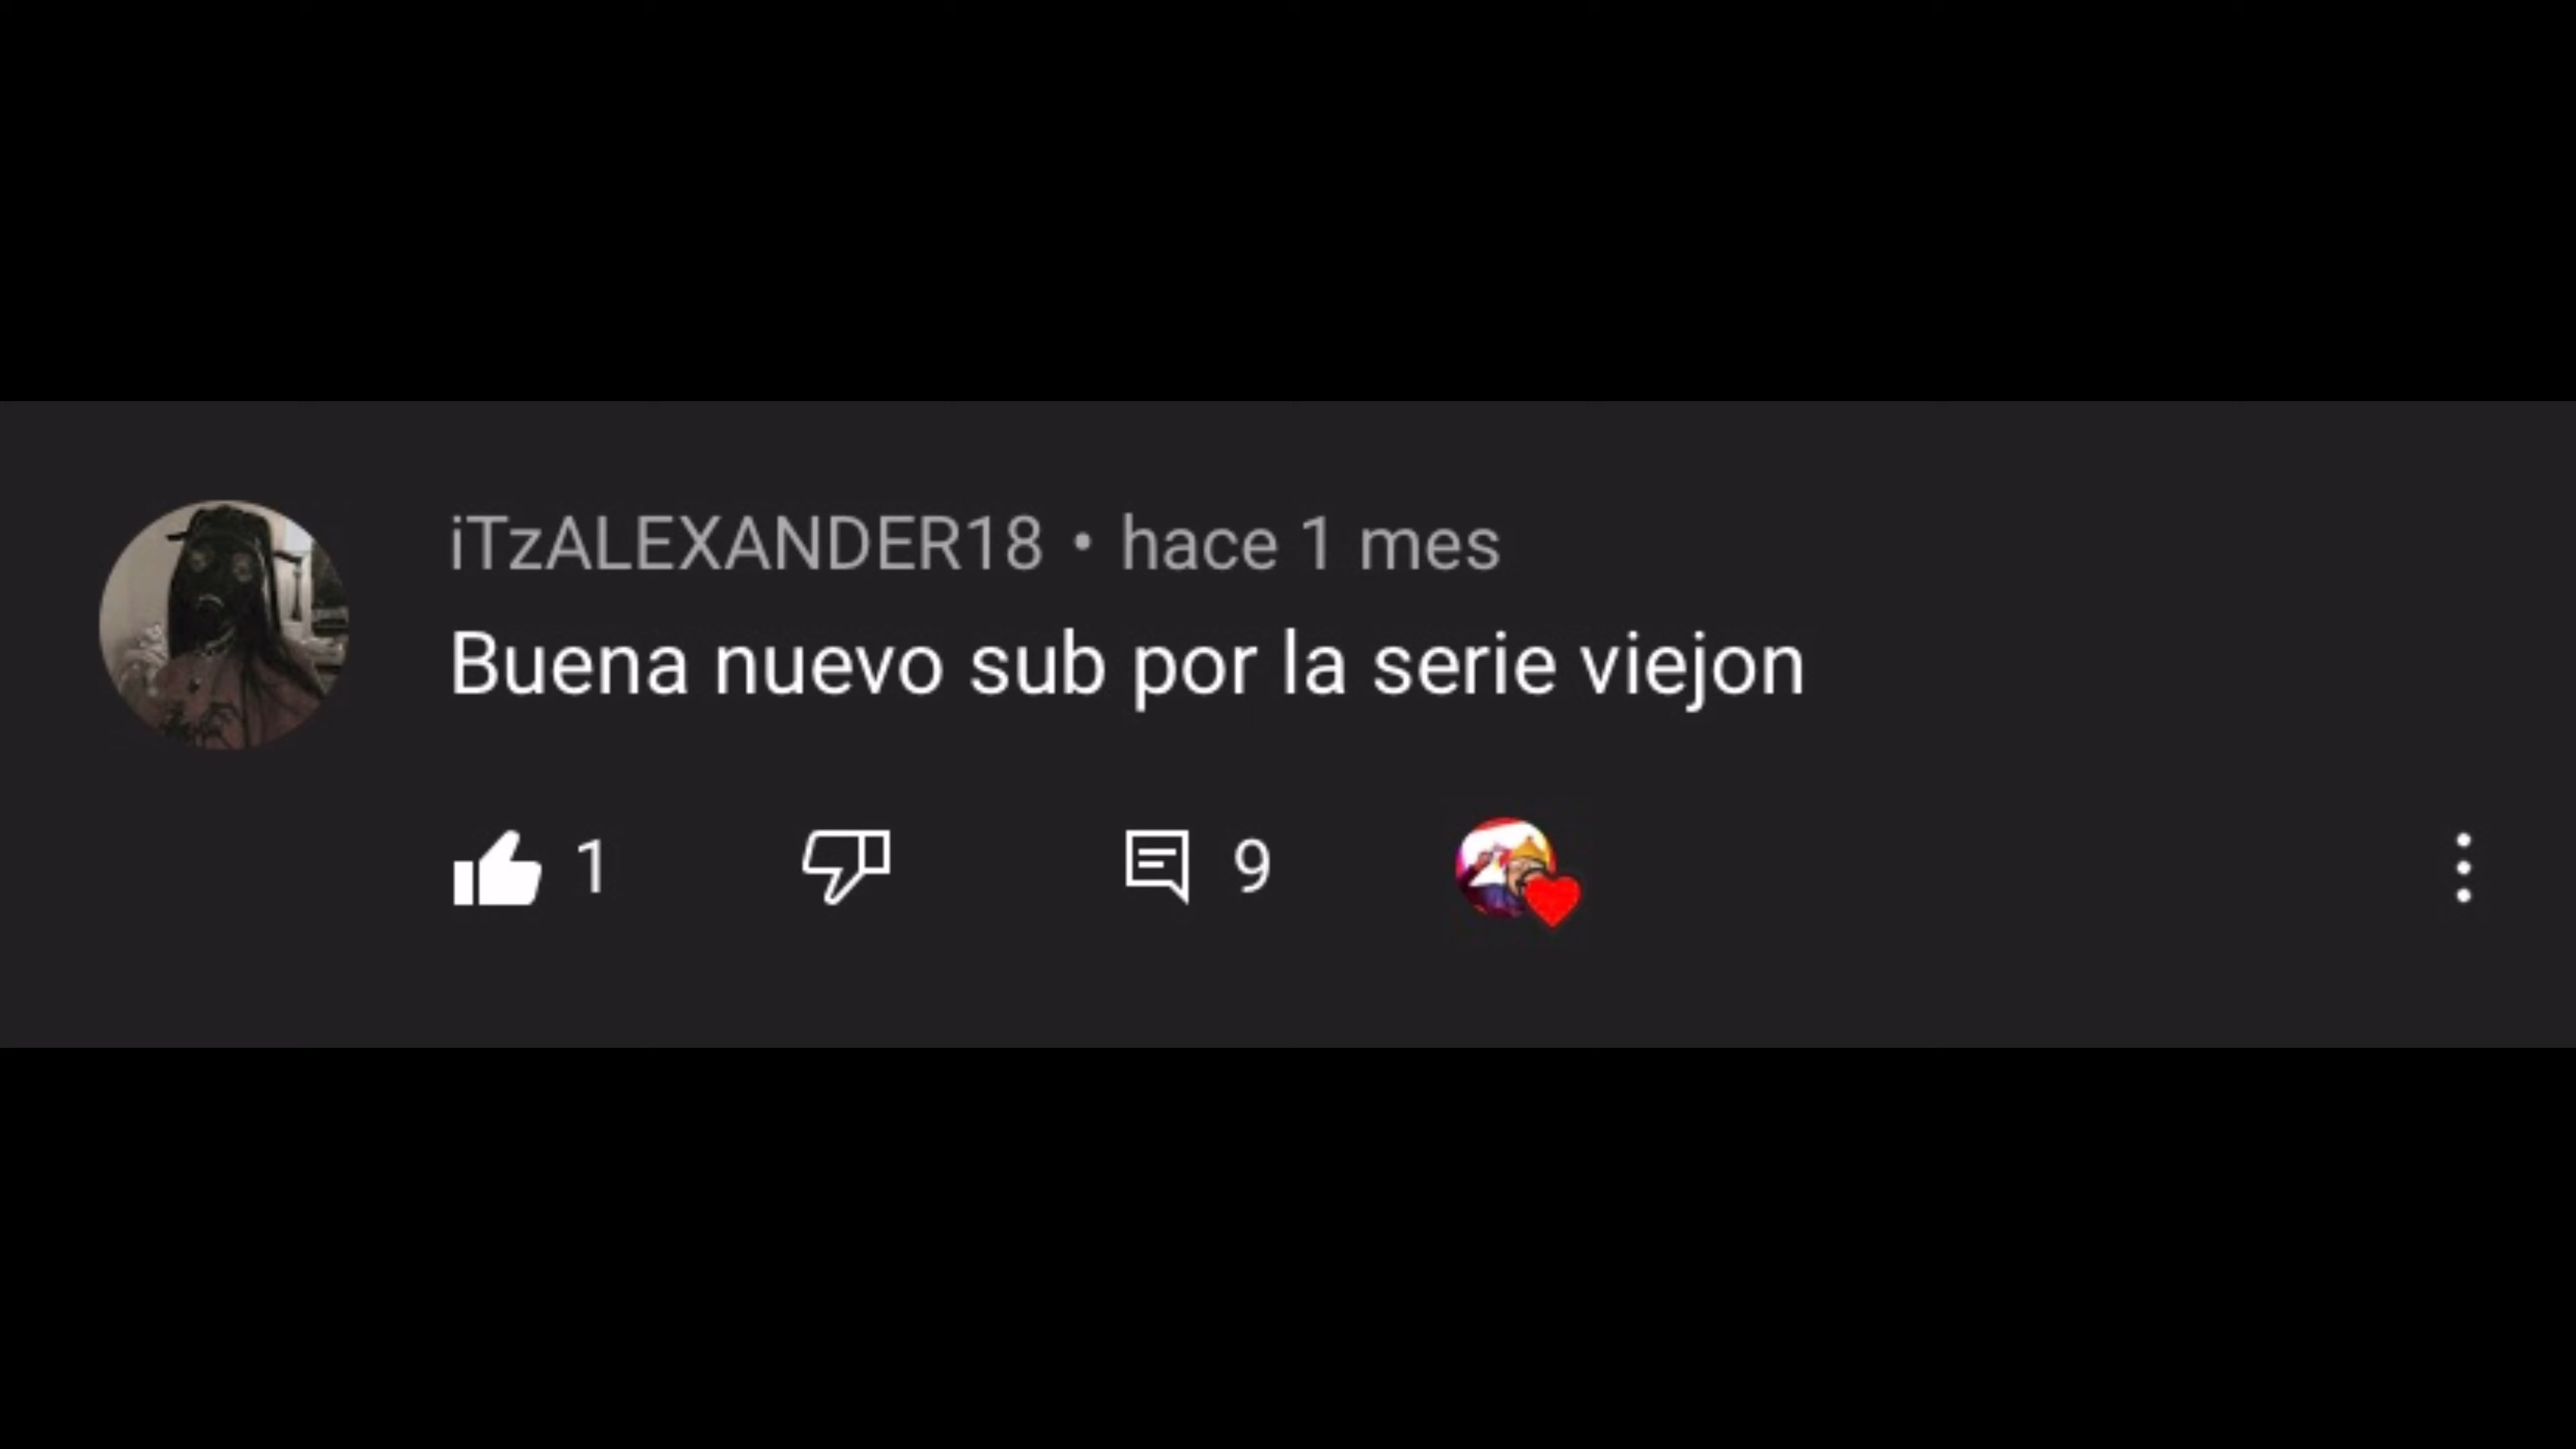 iTzALEXANDER18 • hace 1 mes
Buena nuevo sub por la serie viejon
1 9